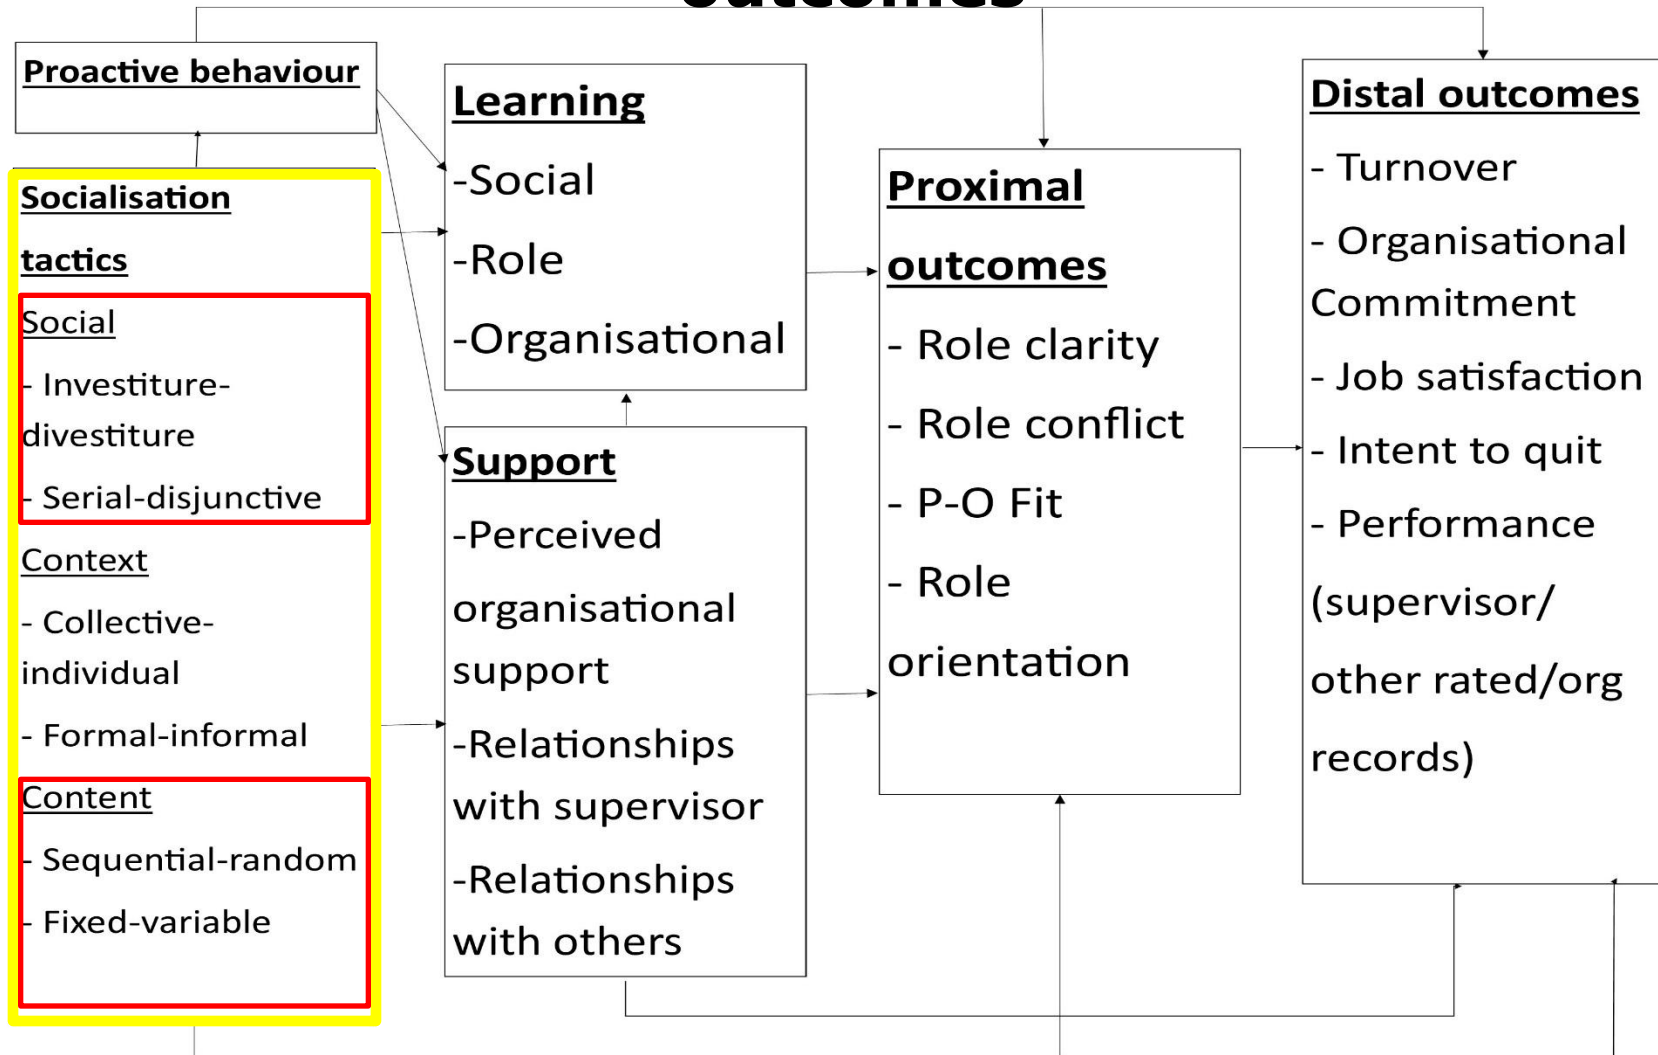 outcomes
Proactive behaviour
Socialisation
tactics
Social
- Investiture-
divestiture
- Serial-disjunctive
Context
- Collective-
individual
- Formal-informal
Content
- Sequential-random
- Fixed-variable
Learning
-Social
-Role
-Organisational
Support
-Perceived
organisational
support
-Relationships
with supervisor
-Relationships
with others
Proximal
outcomes
- Role clarity
- Role conflict
- P-O Fit
- Role
orientation
Distal outcomes
- Turnover
- Organisational
Commitment
- Job satisfaction
- Intent to quit
- Performance
(supervisor/
other rated/org
records)